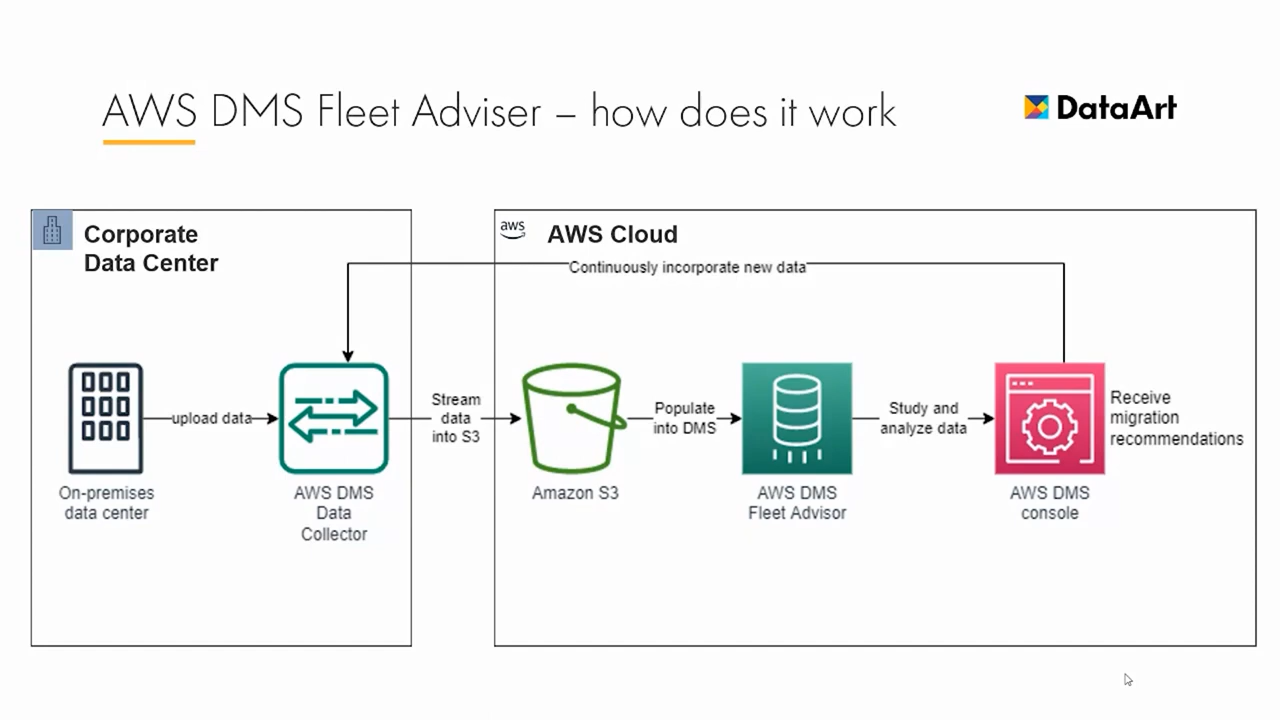 AWS DMS Fleet Adviser – how does it work
DataArt
Corporate
Data Center
aws
AWS Cloud
Continuously incorporate new data
upload data
Stream
data
into S3
Populate
into DMS
Study and
analyze data
Receive
migration
recommendations
On-premises
data center
AWS DMS
Data
Collector
Amazon S3
AWS DMS
Fleet Advisor
AWS DMS
console